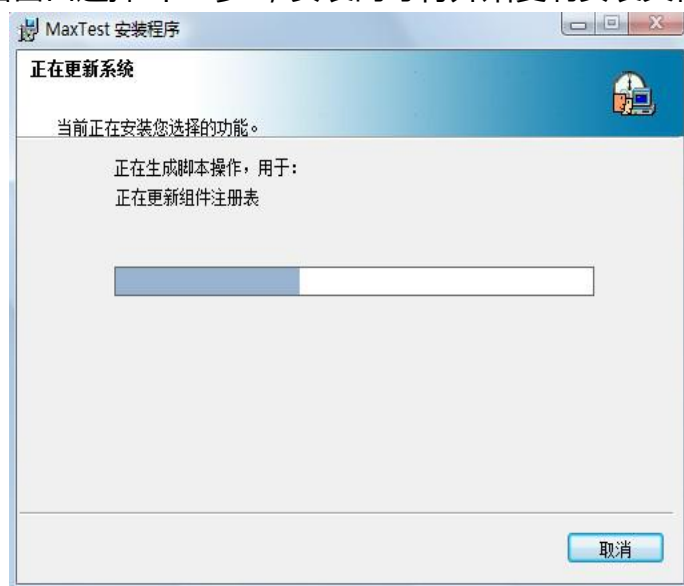 MaxTest 安装程序
正在更新系统
当前正在安装您选择的功能。
正在生成脚本操作，用于：
正在更新组件注册表
取消